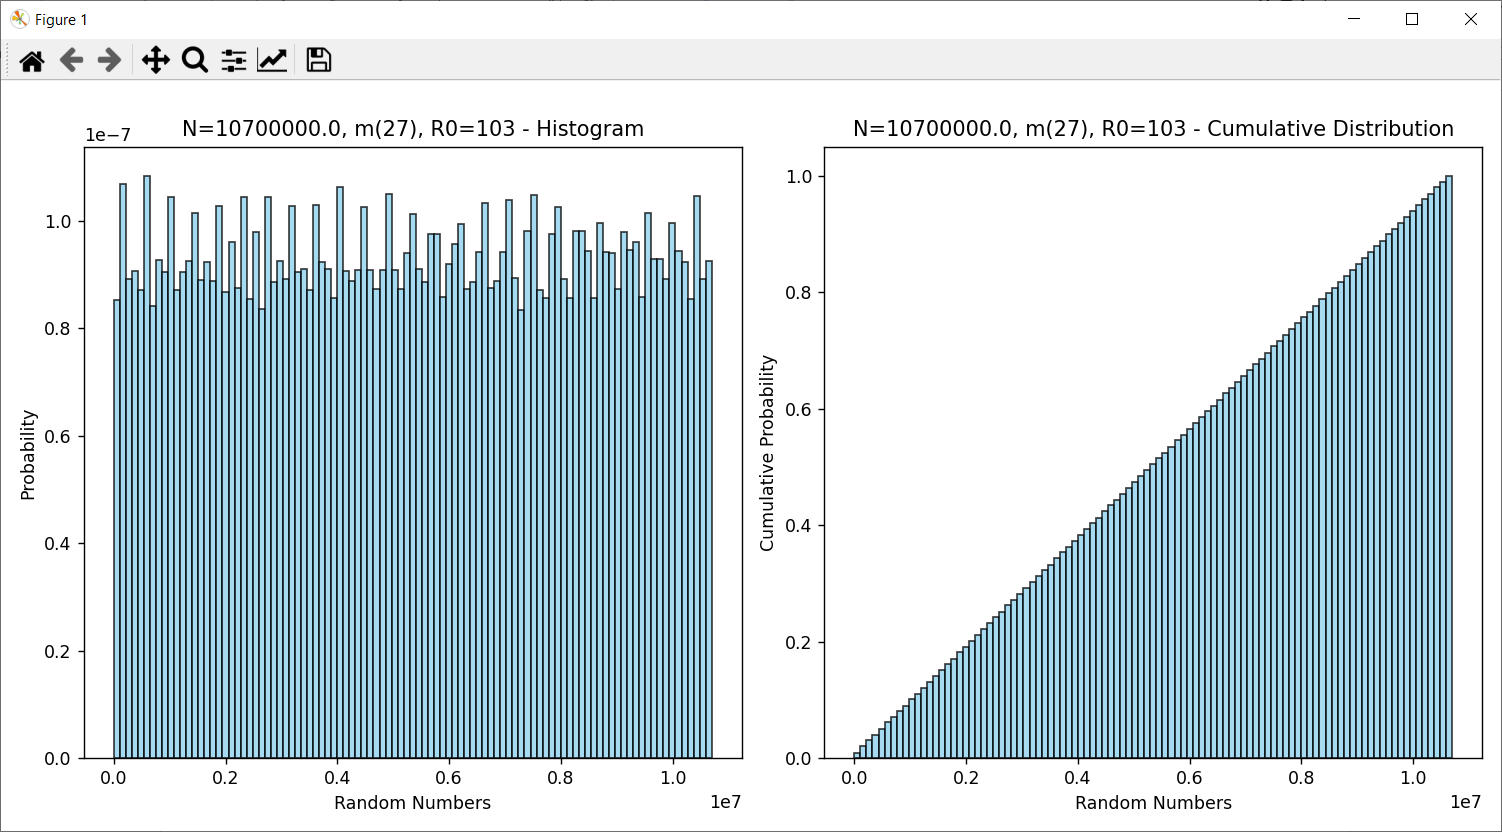 Figure 1
N=10700000.0, m(27), R0=103 - Histogram
1e−7
1.0
0.8
0.6
0.4
0.2
0.0
Probability
0.0 0.2 0.4 0.6 0.8 1.0
1e7
Random Numbers
N=10700000.0, m(27), R0=103 - Cumulative Distribution
1.0
0.8
0.6
0.4
0.2
0.0
Cumulative Probability
0.0 0.2 0.4 0.6 0.8 1.0
1e7
Random Numbers